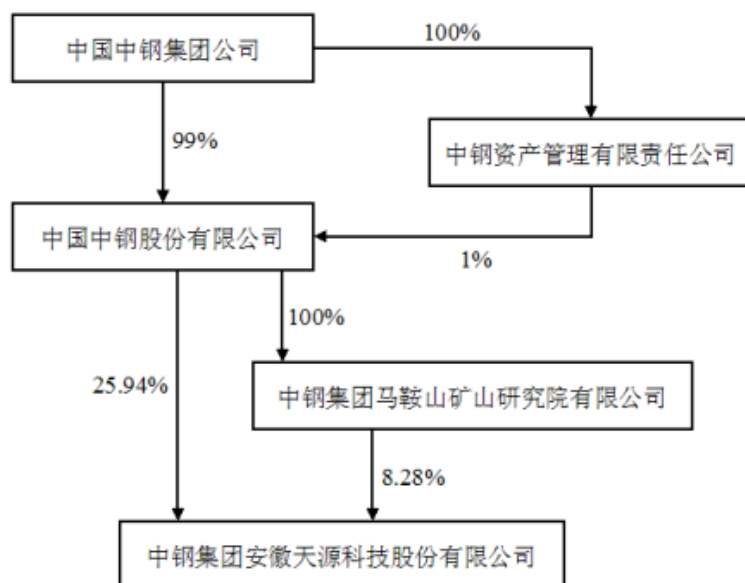 中国中钢集团公司
100%
99%
中钢资产管理有限责任公司
中国中钢股份有限公司
1%
100%
25.94%
中钢集团马鞍山矿山研究院有限公司
8.28%
中钢集团安徽天源科技股份有限公司